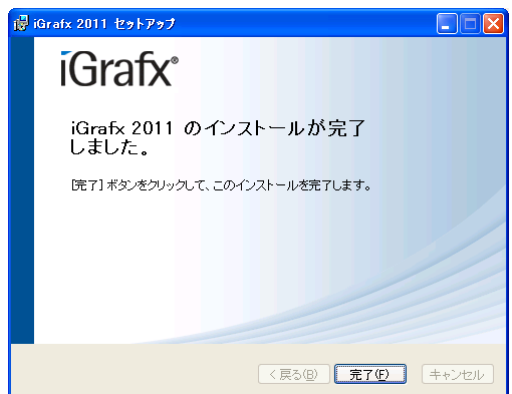 iGrafx 2011 セットアップ
iGrafx®
iGrafx 2011 のインストールが完了
しました。
[完了] ボタンをクリックして、このインストールを完了します。
< 戻る(B) 完了(F) キャンセル